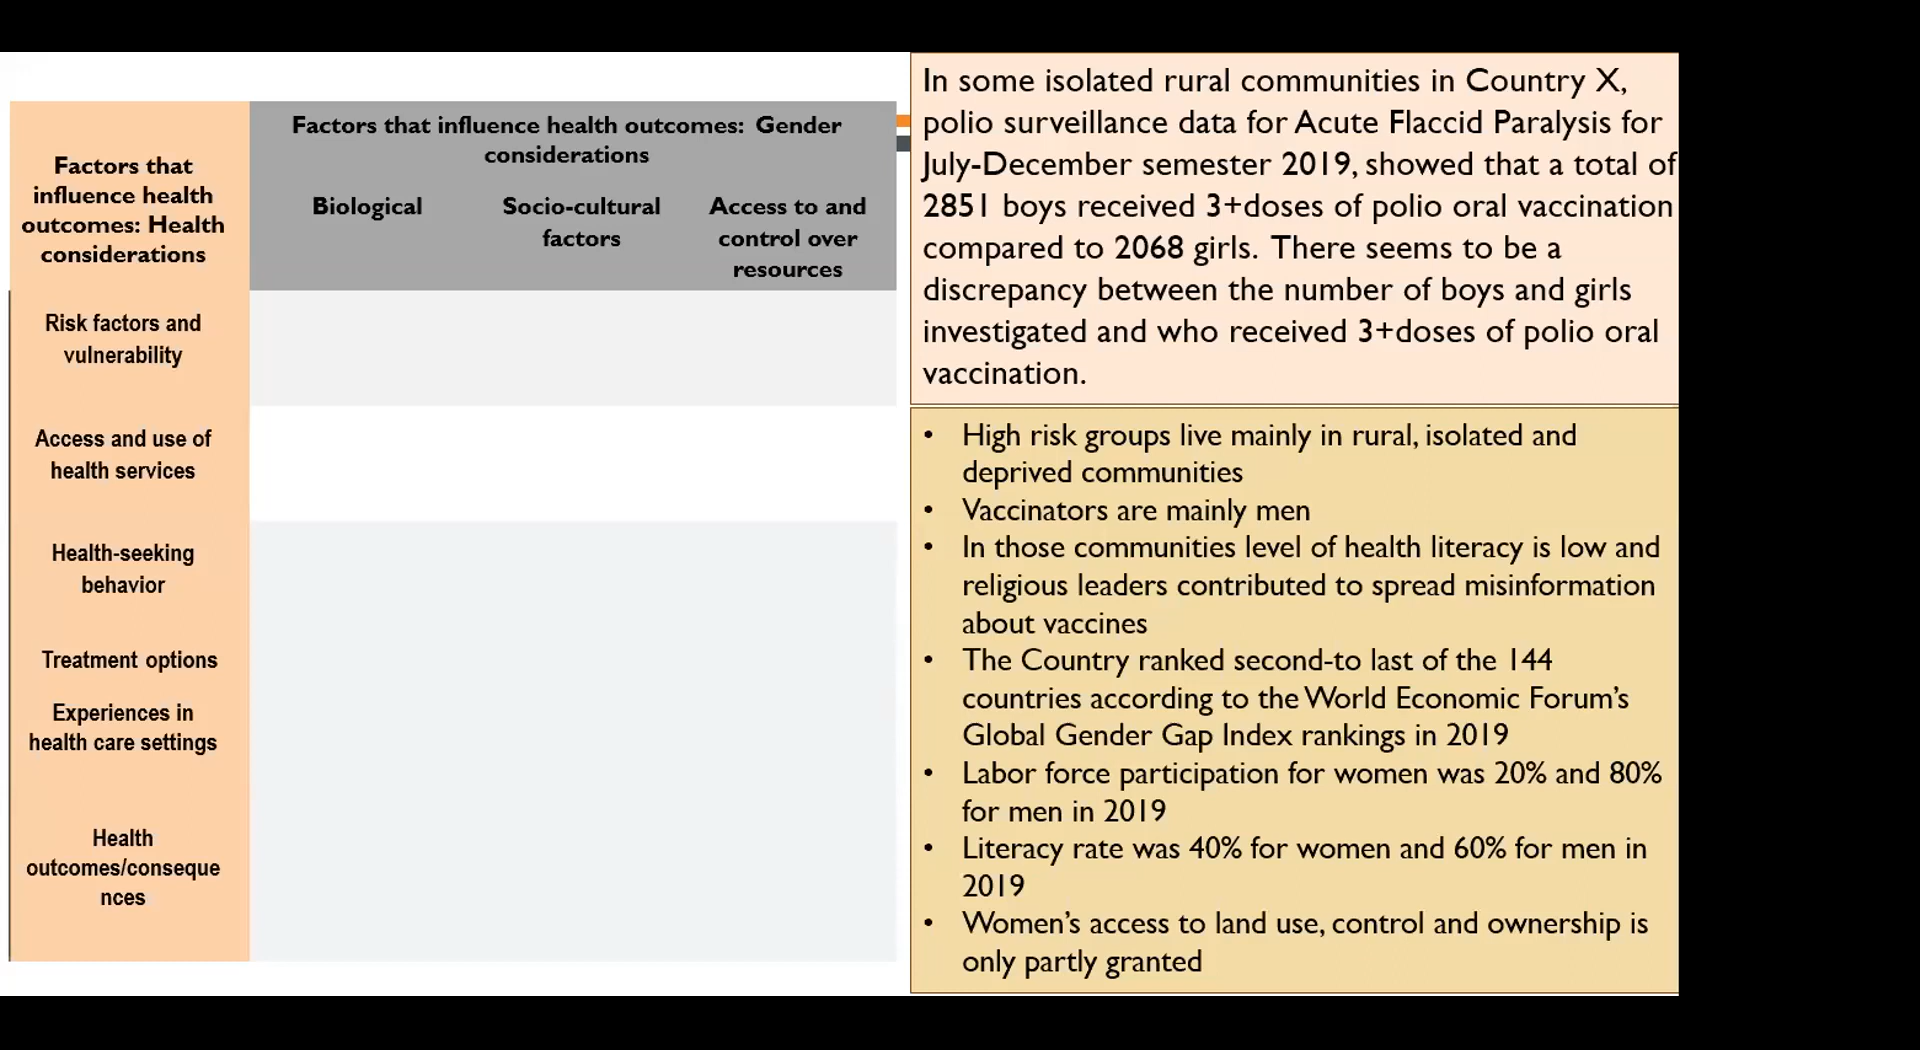 Factors that
influence health
outcomes: Health
considerations
Factors that influence health outcomes: Gender
considerations
Biological
Socio-cultural
factors
Access to and
control over
resources
Risk factors and
vulnerability
Access and use of
health services
Health-seeking
behavior
Treatment options
Experiences in
health care settings
Health
outcomes/conseque
nces
In some isolated rural communities in Country X,
polio surveillance data for Acute Flaccid Paralysis for
July-December semester 2019, showed that a total of
2851 boys received 3+doses of polio oral vaccination
compared to 2068 girls. There seems to be a
discrepancy between the number of boys and girls
investigated and who received 3+doses of polio oral
vaccination.
• High risk groups live mainly in rural, isolated and
deprived communities
• Vaccinators are mainly men
• In those communities level of health literacy is low and
religious leaders contributed to spread misinformation
about vaccines
• The Country ranked second-to last of the 144
countries according to the World Economic Forum's
Global Gender Gap Index rankings in 2019
• Labor force participation for women was 20% and 80%
for men in 2019
• Literacy rate was 40% for women and 60% for men in
2019
• Women's access to land use, control and ownership is
only partly granted